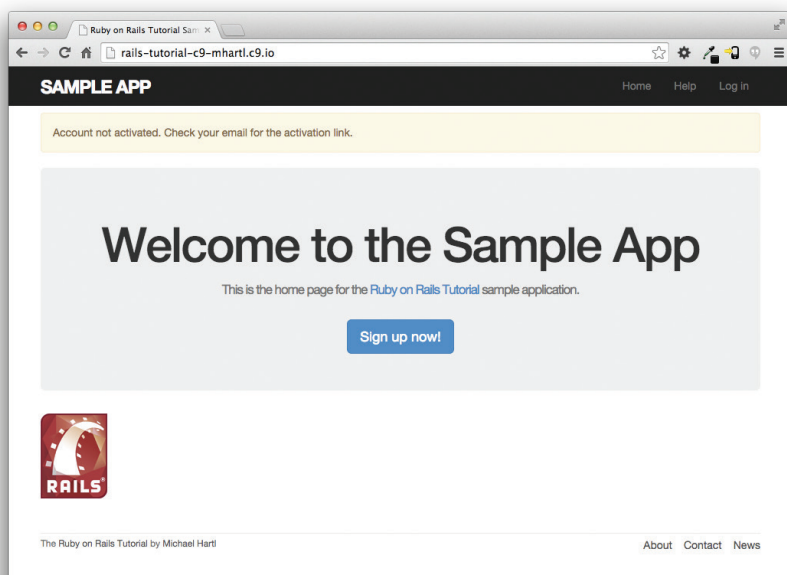 Ruby on Rails Tutorial Sam
rails-tutorial-c9-mhartl.c9.io
SAMPLE APP
Home Help Log in
Account not activated. Check your email for the activation link.
Welcome to the Sample App
This is the home page for the Ruby on Rails Tutorial sample application.
Sign up now!
RAILS®
The Ruby on Rails Tutorial by Michael Hartl
About Contact News